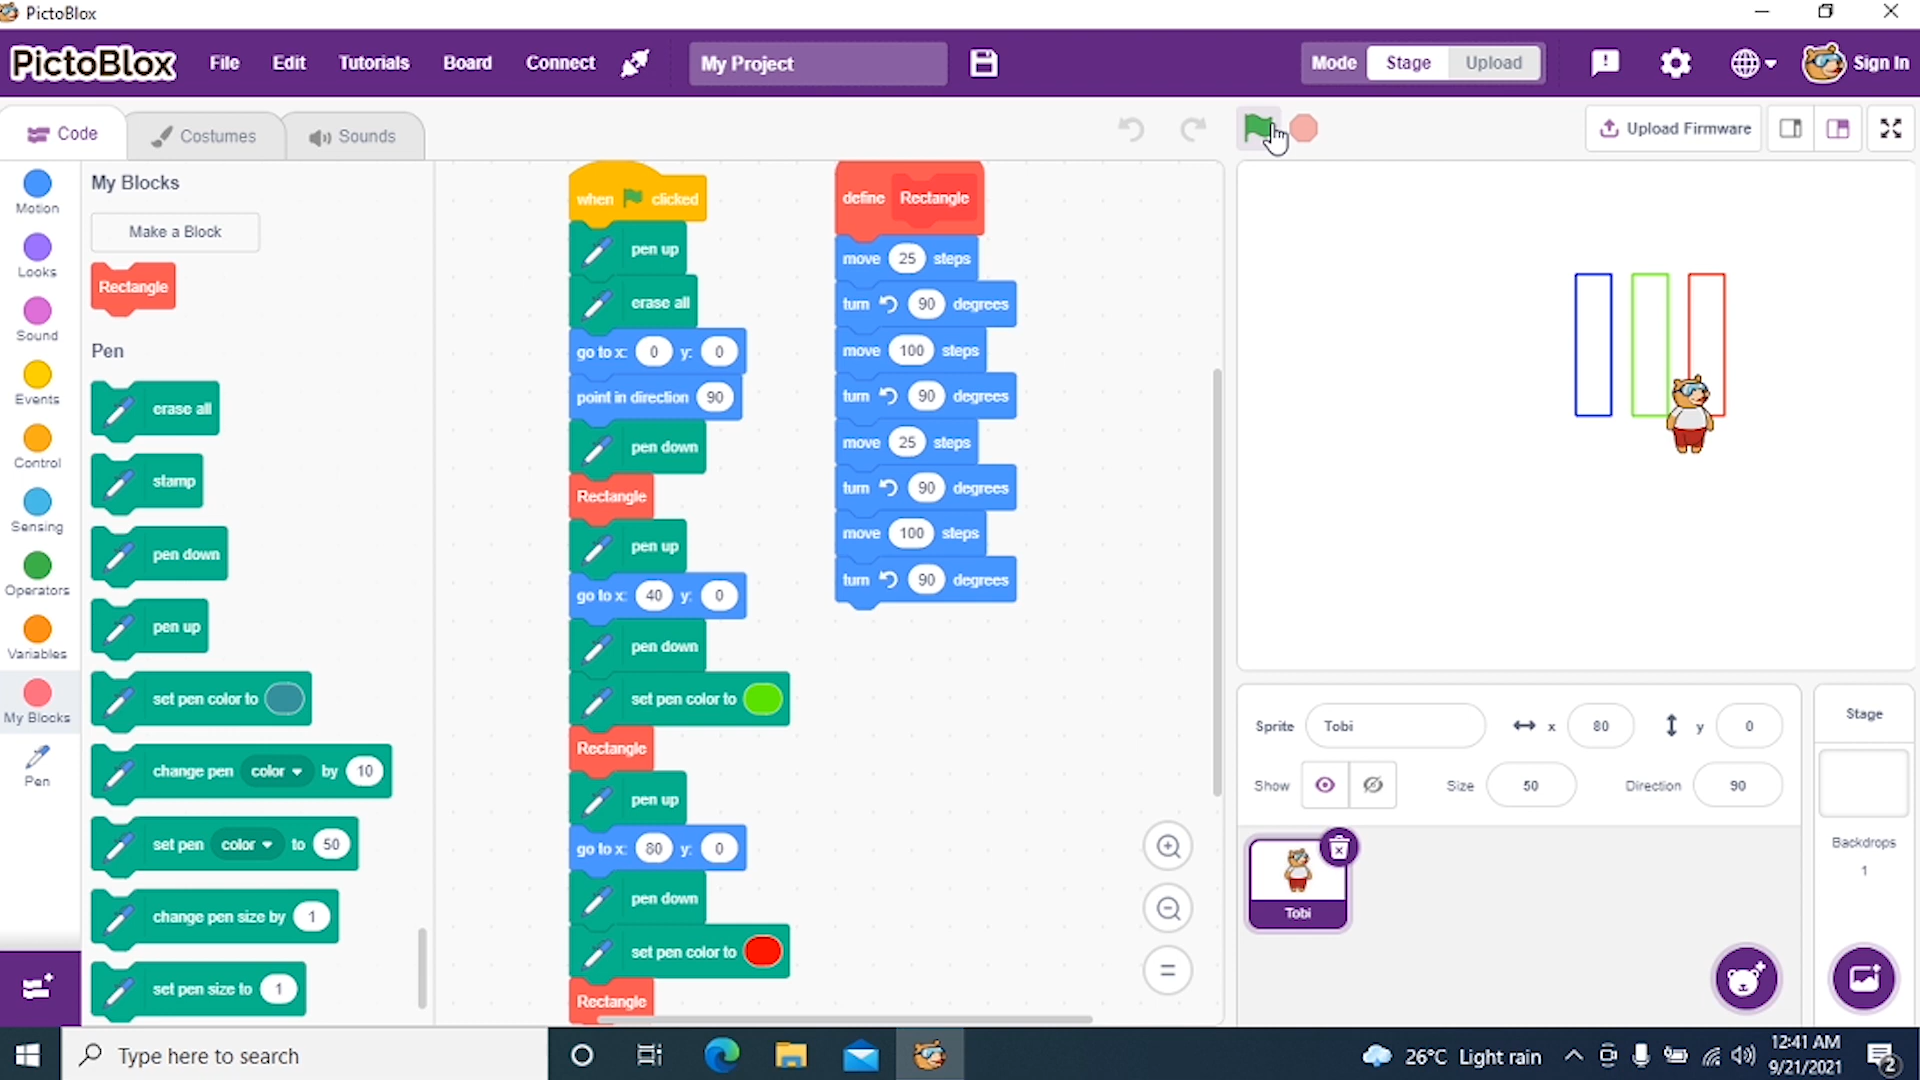 PictoBlox
PictoBlox
File Edit Tutorials Board Connect My Project Mode Stage Upload Sign In
Code Costumes Sounds Upload Firmware
Motion
Looks
Sound
Events
Control
Sensing
Operators
Variables
My Blocks
Pen
My Blocks
Make a Block
Rectangle
Pen
erase all
stamp
pen down
pen up
set pen color to
change pen color by 10
set pen color to 50
change pen size by 1
set pen size to 1
when clicked
pen up
erase all
go to x: 0 y: 0
point in direction 90
pen down
Rectangle
pen up
go to x: 40 y: 0
pen down
set pen color to
Rectangle
pen up
go to x: 80 y: 0
pen down
set pen color to
Rectangle
define Rectangle
move 25 steps
turn 90 degrees
move 100 steps
turn 90 degrees
move 25 steps
turn 90 degrees
move 100 steps
turn 90 degrees
Sprite Tobi x 80 y 0
Show Size 50 Direction 90
Tobi
Stage
Backdrops
1
Type here to search
26°C Light rain
12:41 AM
9/21/2021
2